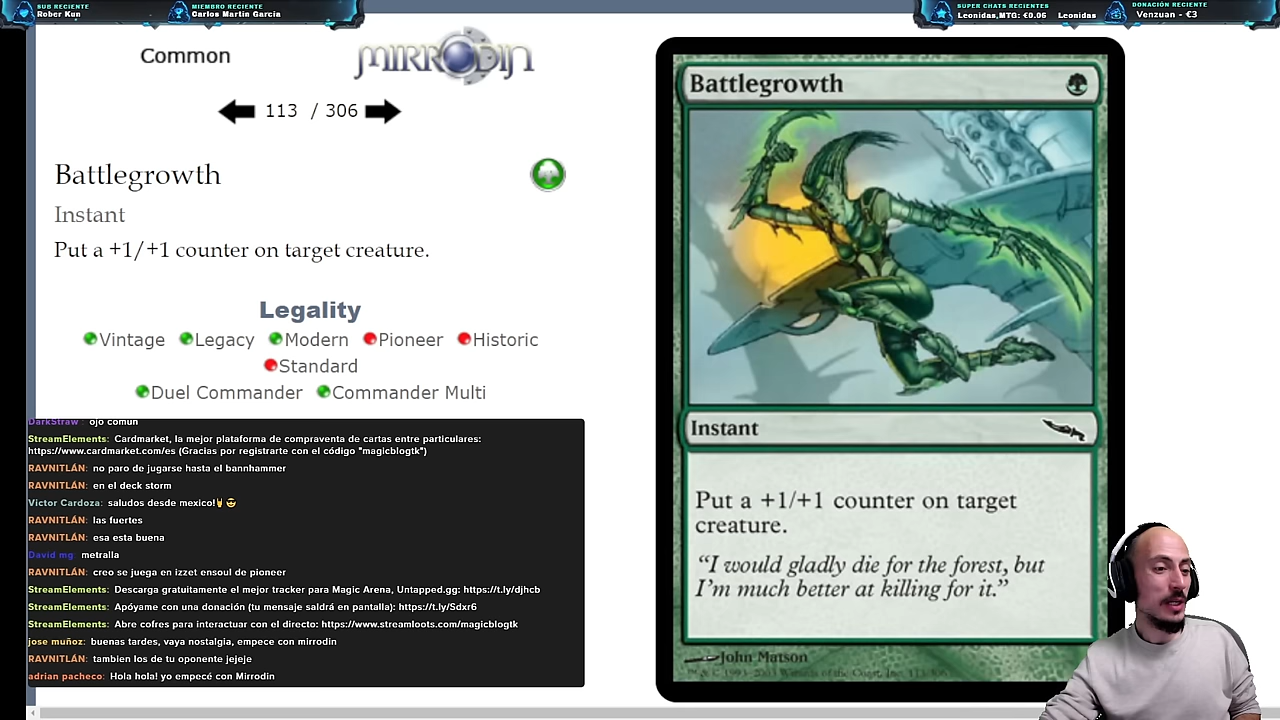 SUB RECIENTE
Rober Kun
MIEMBRO RECIENTE
Carlos Martin Garcia
SUPER CHATS RECIENTES
Leonidas,MTG: €0.06 Leonidas
DONACIÓN RECIENTE
Venzuan - €3
Common
MIRRODIN
113 / 306
Battlegrowth
Instant
Put a +1/+1 counter on target creature.
Legality
Vintage Legacy Modern Pioneer Historic
Standard
Duel Commander Commander Multi
DarkStraw : ojo comun
StreamElements: Cardmarket, la mejor plataforma de compraventa de cartas entre particulares:
https://www.cardmarket.com/es (Gracias por registrarte con el código "magicblogtk")
RAVNITLÁN: no paro de jugarse hasta el bannhammer
RAVNITLÁN: en el deck storm
Victor Cardoza: saludos desde mexico!🤘😎
RAVNITLÁN: las fuertes
RAVNITLÁN: esa esta buena
David mg: metralla
RAVNITLÁN: creo se juega en izzet ensoul de pioneer
StreamElements: Descarga gratuitamente el mejor tracker para Magic Arena, Untapped.gg: https://t.ly/djhcb
StreamElements: Apóyame con una donación (tu mensaje saldrá en pantalla): https://t.ly/Sdxr6
StreamElements: Abre cofres para interactuar con el directo: https://www.streamloots.com/magicblogtk
jose muñoz: buenas tardes, vaya nostalgia, empece con mirrodin
RAVNITLÁN: tambien los de tu oponente jejeje
adrian pacheco: Hola hola! yo empecé con Mirrodin
Battlegrowth
Instant
Put a +1/+1 counter on target
creature.
“I would gladly die for the forest, but
I’m much better at killing for it.”
John Matson